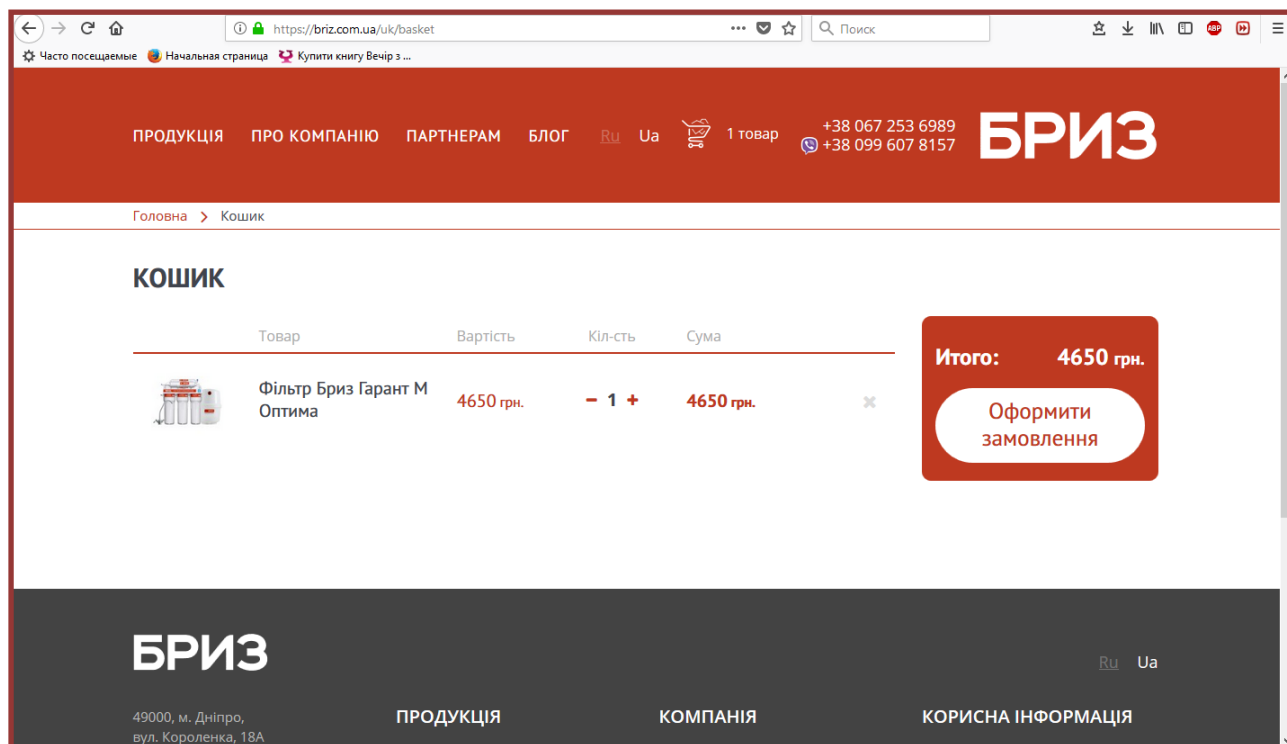 https://briz.com.ua/uk/basket
Поиск
ABP
Часто посещаемые Начальная страница Купити книгу Вечір з ...
ПРОДУКЦІЯ ПРО КОМПАНІЮ ПАРТНЕРАМ БЛОГ Ru Ua 1 товар +38 067 253 6989 БРИЗ
+38 099 607 8157
Головна > Кошик
КОШИК
Товар Вартість Кіл-сть Сума
Итого: 4650 грн.
Фільтр Бриз Гарант М
Оптима
4650 грн. − 1 + 4650 грн.
Оформити
замовлення
БРИЗ
Ru Ua
49000, м. Дніпро,
вул. Короленка, 18А
ПРОДУКЦІЯ КОМПАНІЯ КОРИСНА ІНФОРМАЦІЯ